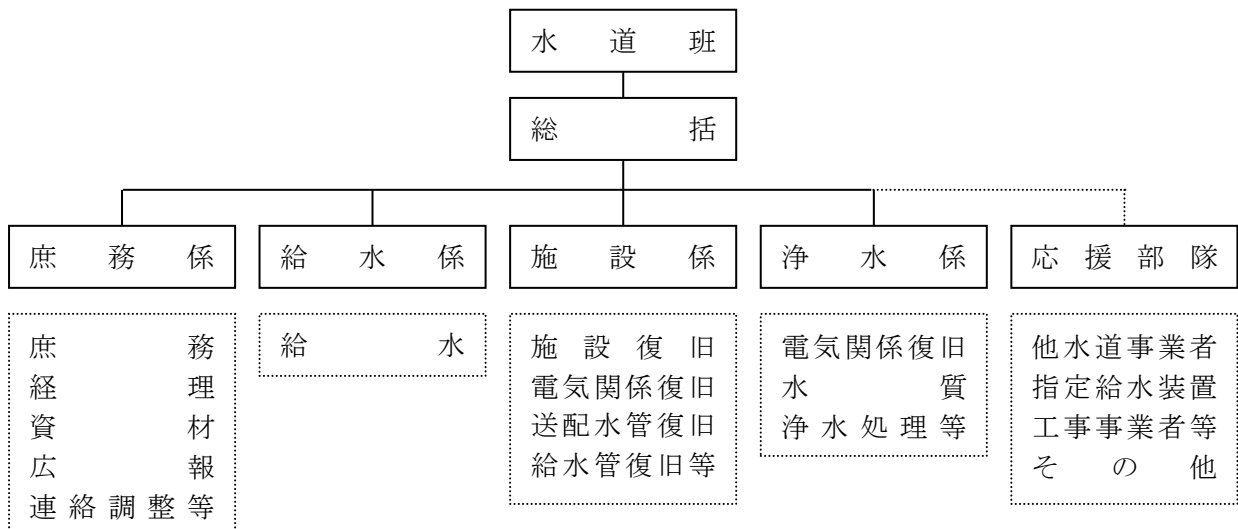 水道班
総括
庶務係
給水係
施設係
浄水係
応援部隊
庶務
経理
資材
広報
連絡調整等
給水
施設復旧
電気関係復旧
送配水管復旧
給水管復旧等
電気関係復旧
水質
浄水処理等
他水道事業者
指定給水装置
工事事業者等
その他